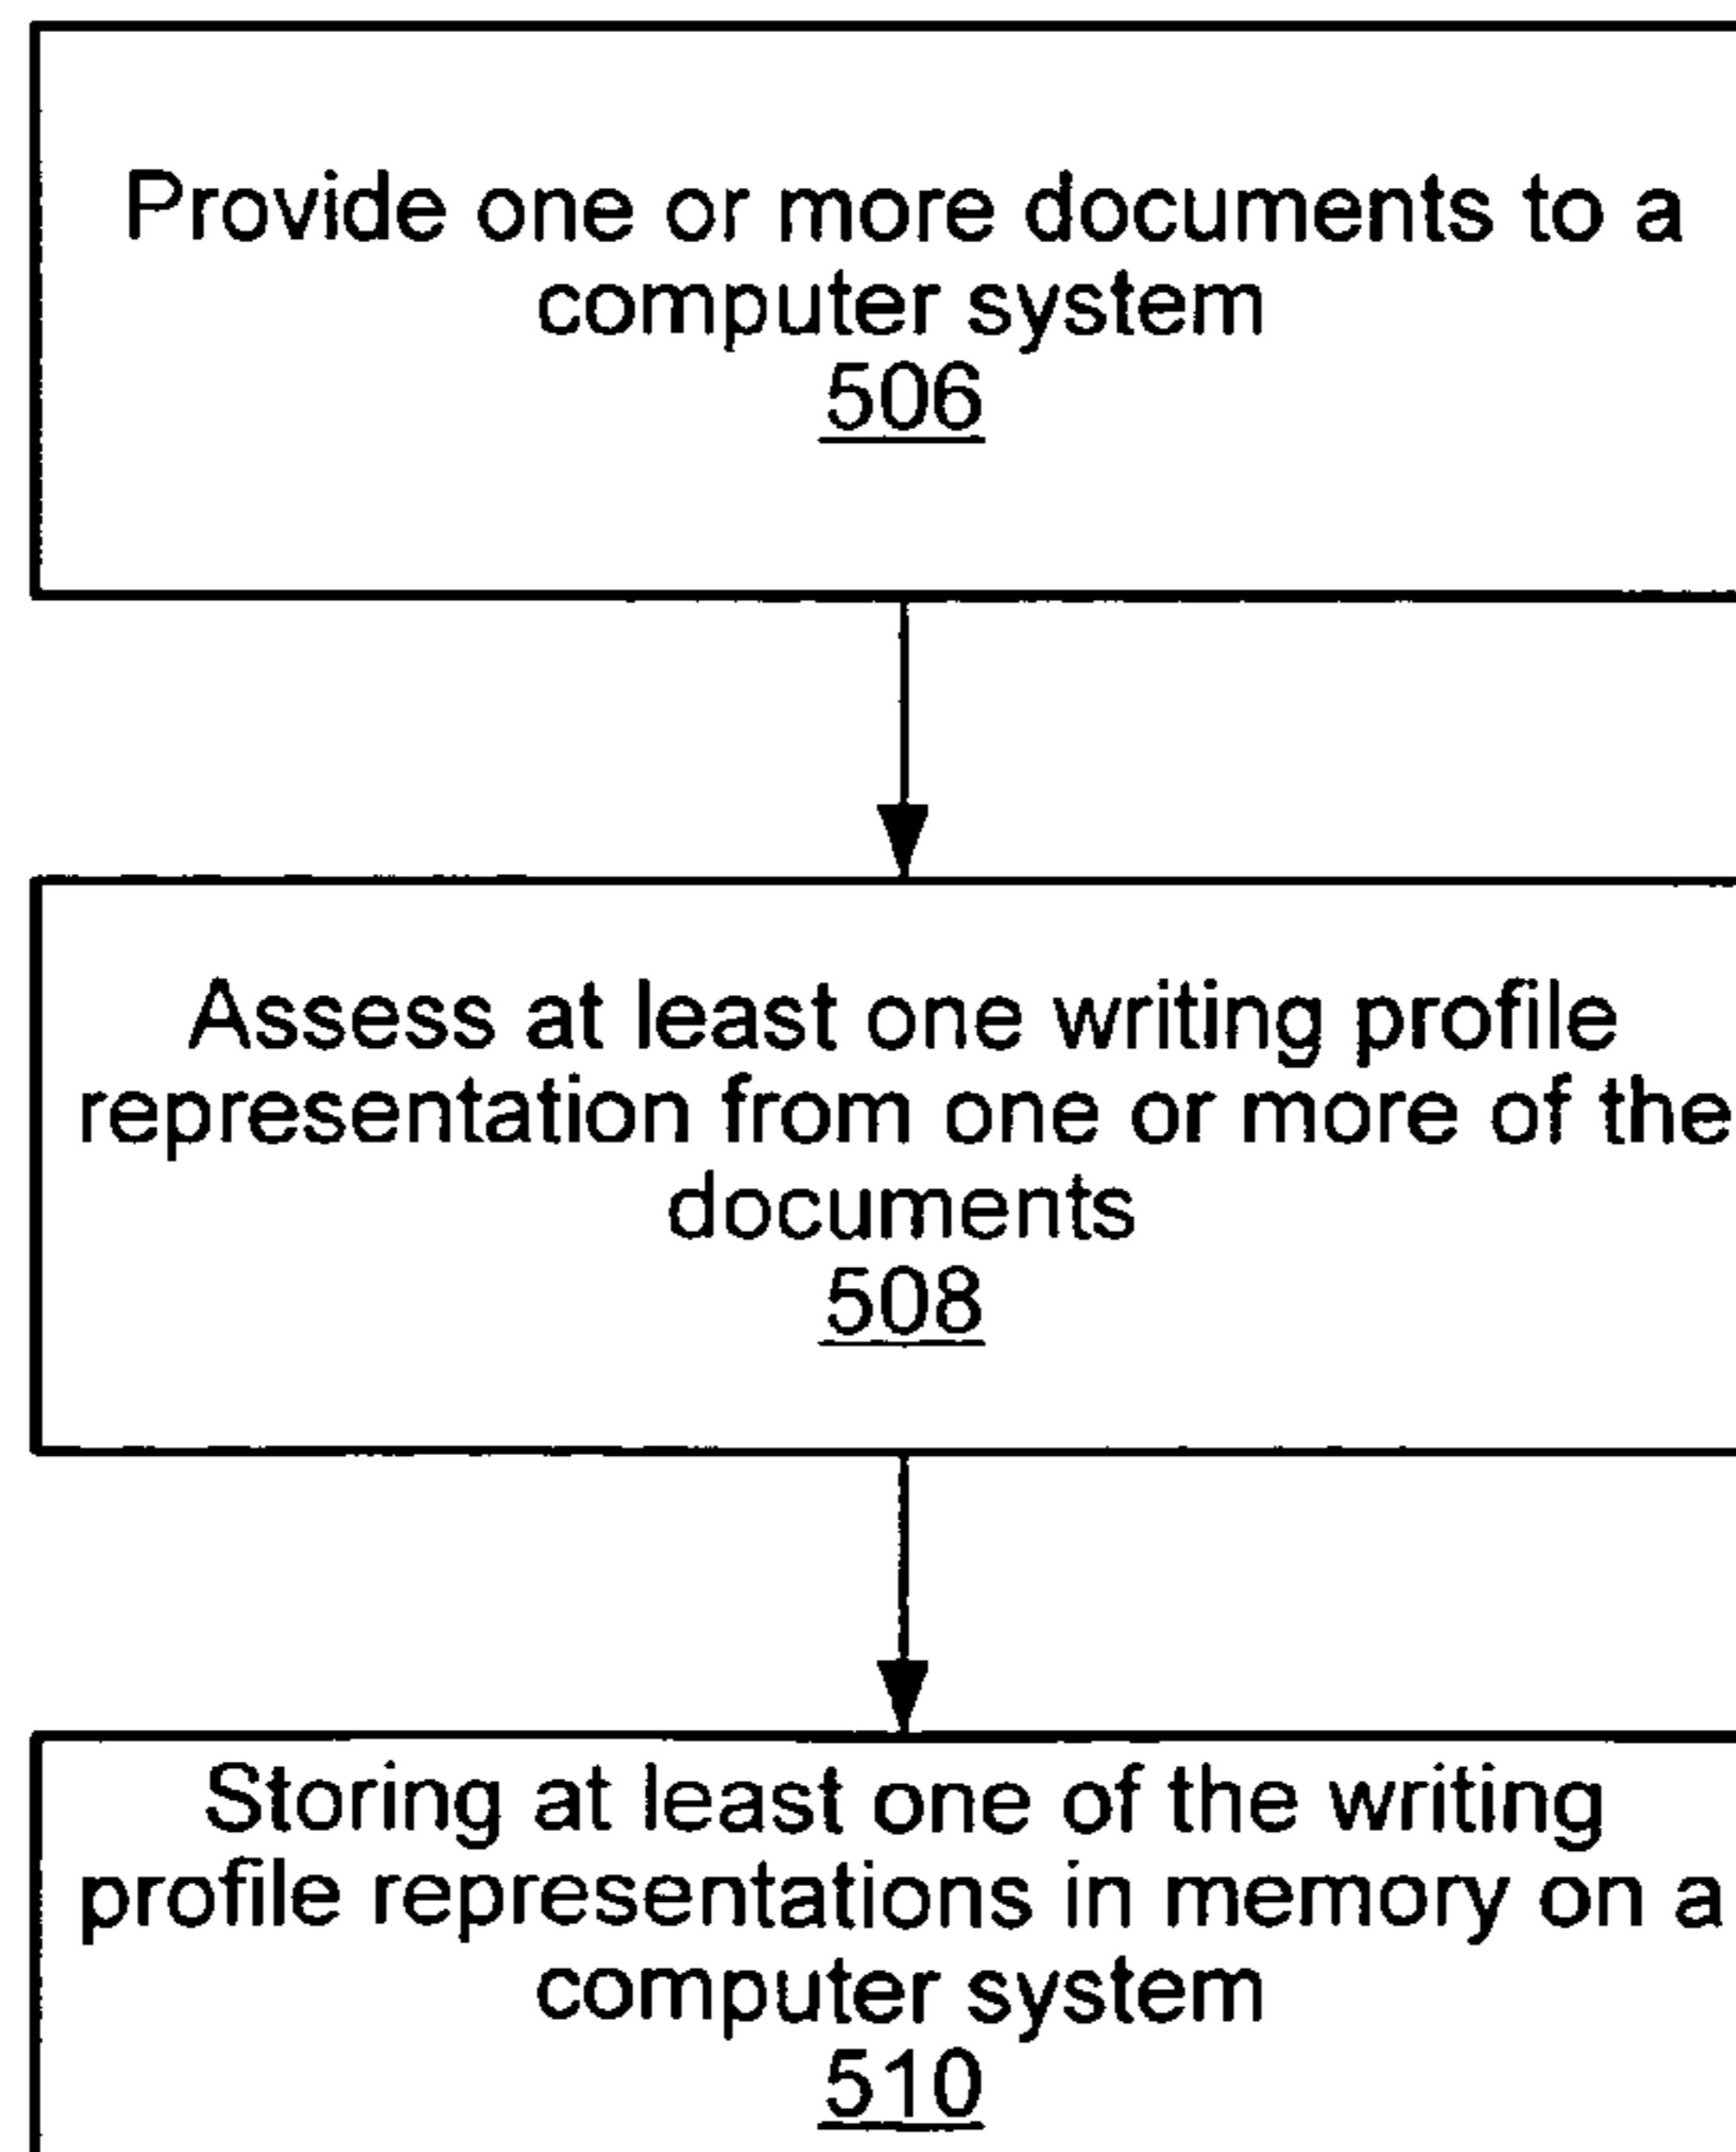 Provide one or more documents to a
computer system
506
Assess at least one writing profile
representation from one or more of the
documents
508
Storing at least one of the writing
profile representations in memory on a
computer system
510